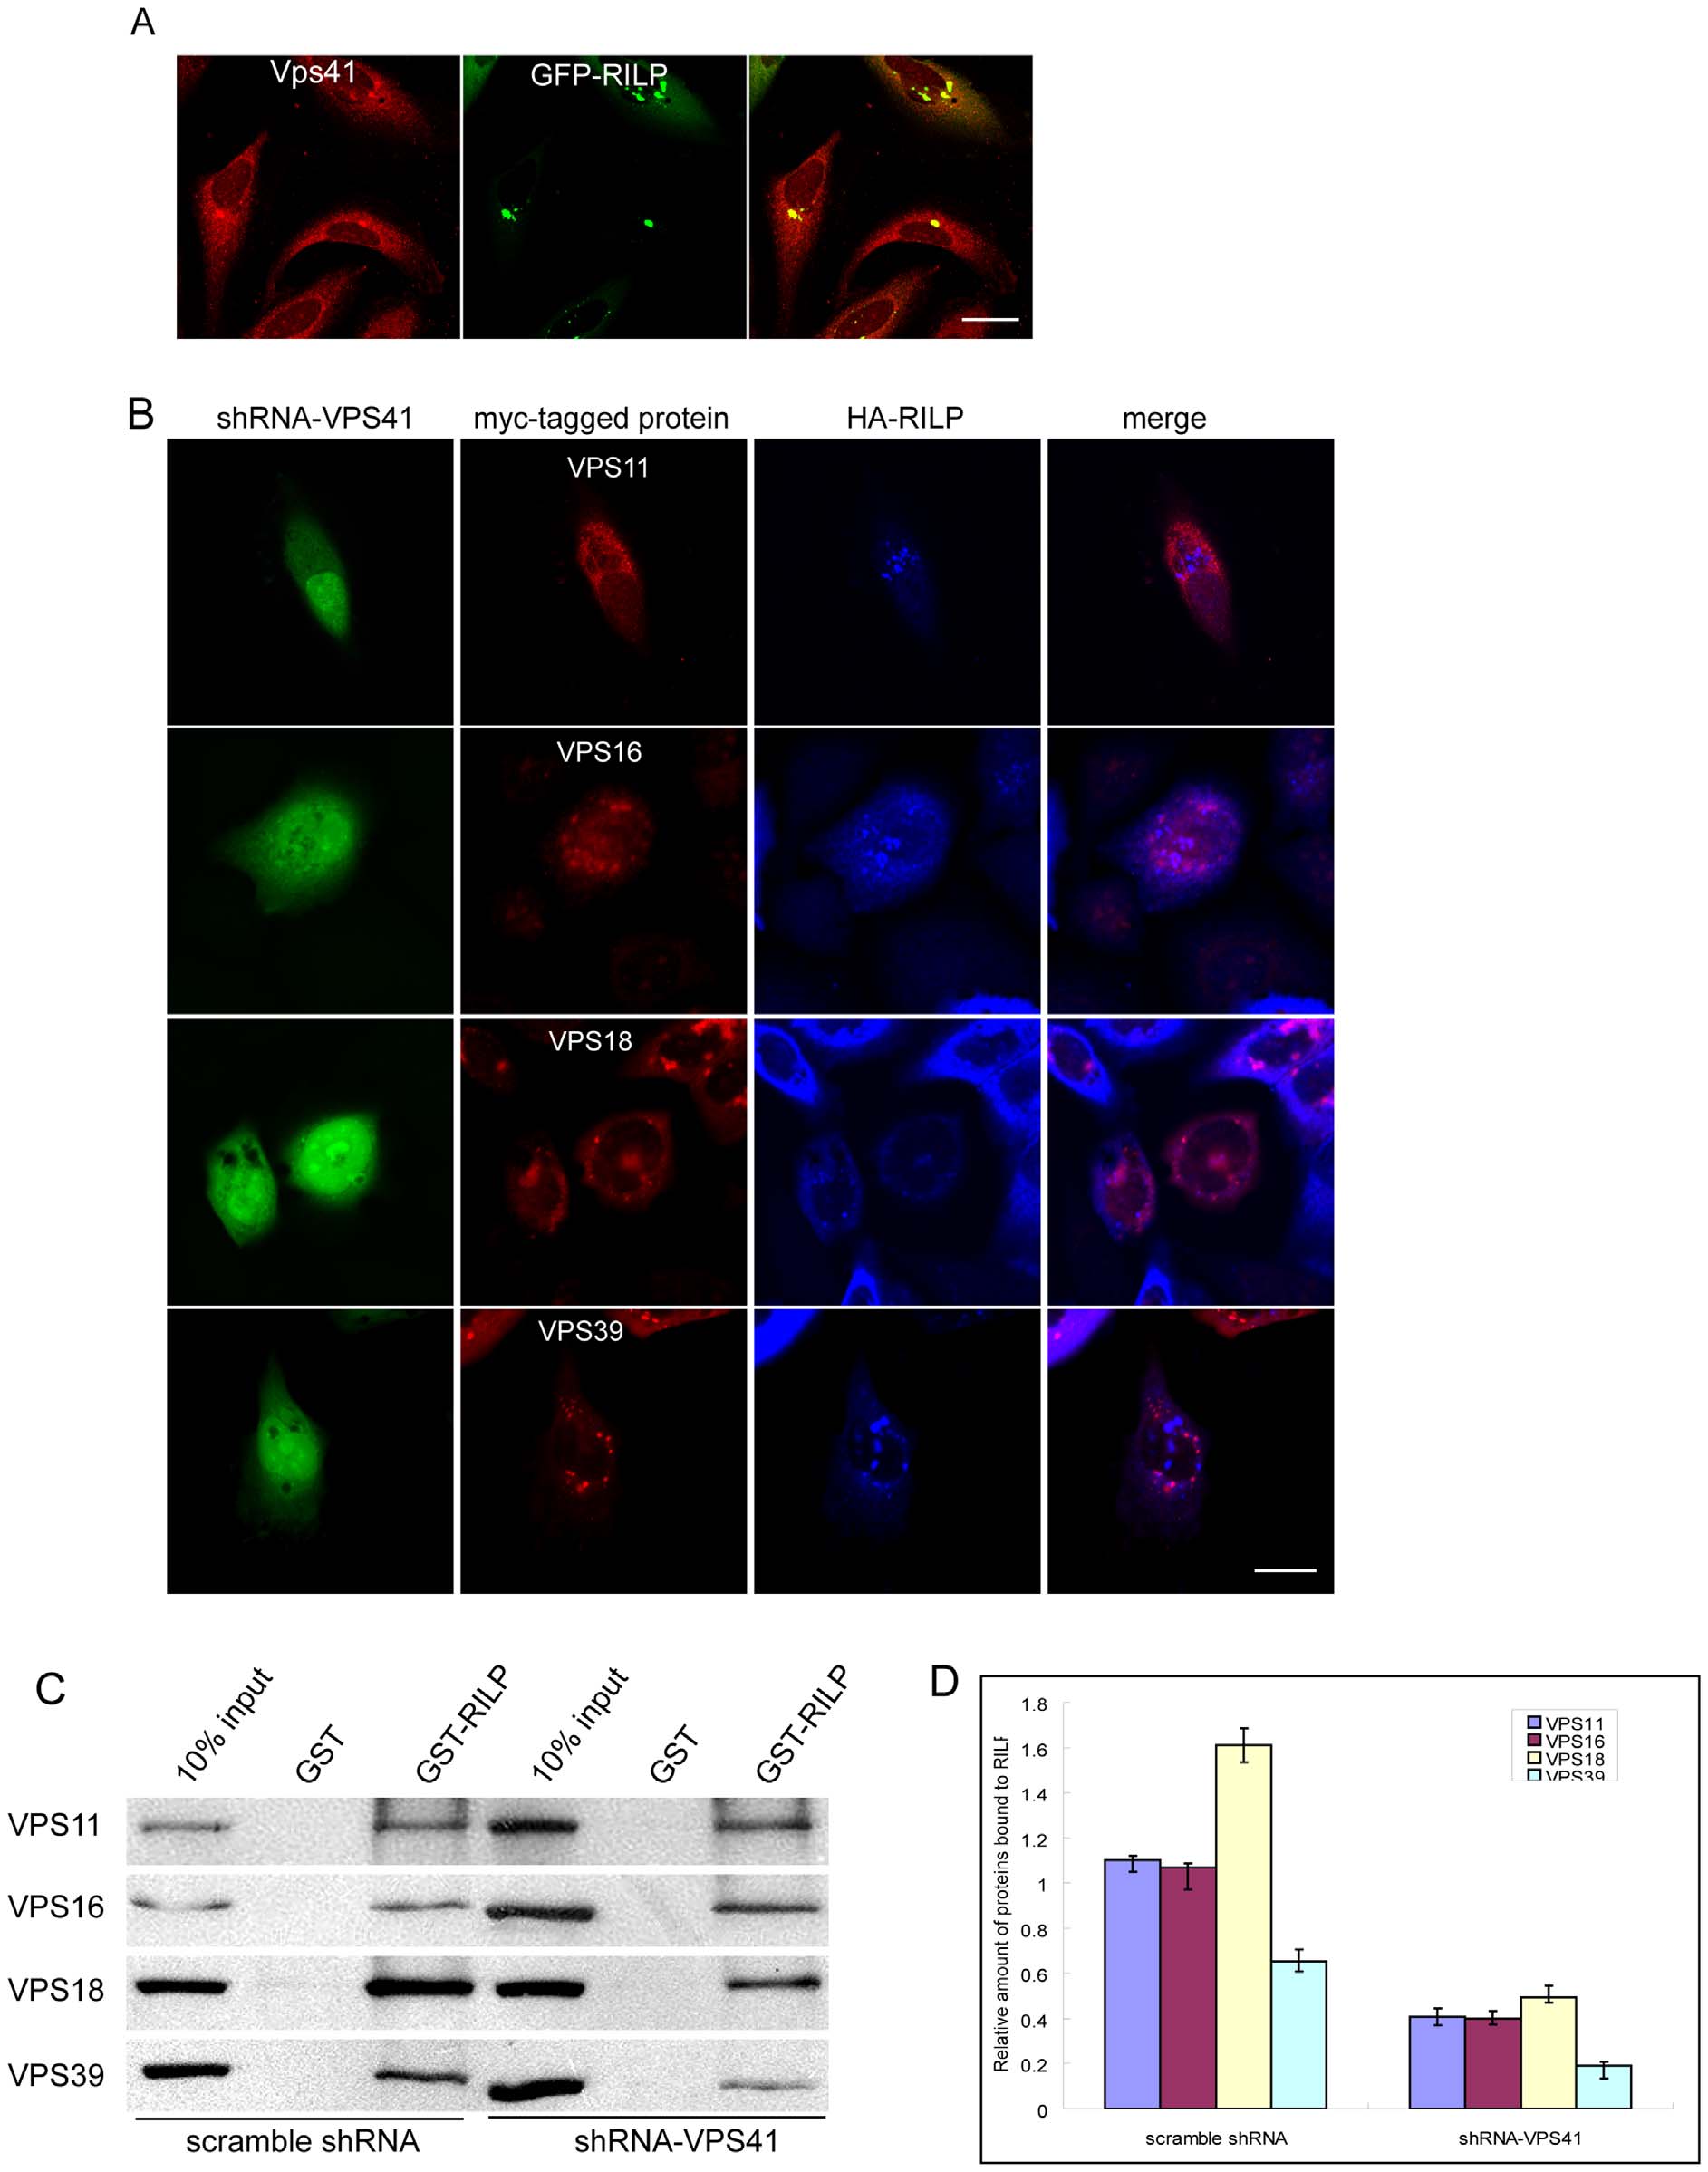 A
Vps41 GFP-RILP
B shRNA-VPS41 myc-tagged protein HA-RILP merge
VPS11
VPS16
VPS18
VPS39
C
10% input GST GST-RILP 10% input GST GST-RILP
VPS11
VPS16
VPS18
VPS39
scramble shRNA shRNA-VPS41
D
Relative amount of proteins bound to RILP
1.8
1.6
1.4
1.2
1
0.8
0.6
0.4
0.2
0
VPS11
VPS16
VPS18
VPS39
scramble shRNA shRNA-VPS41